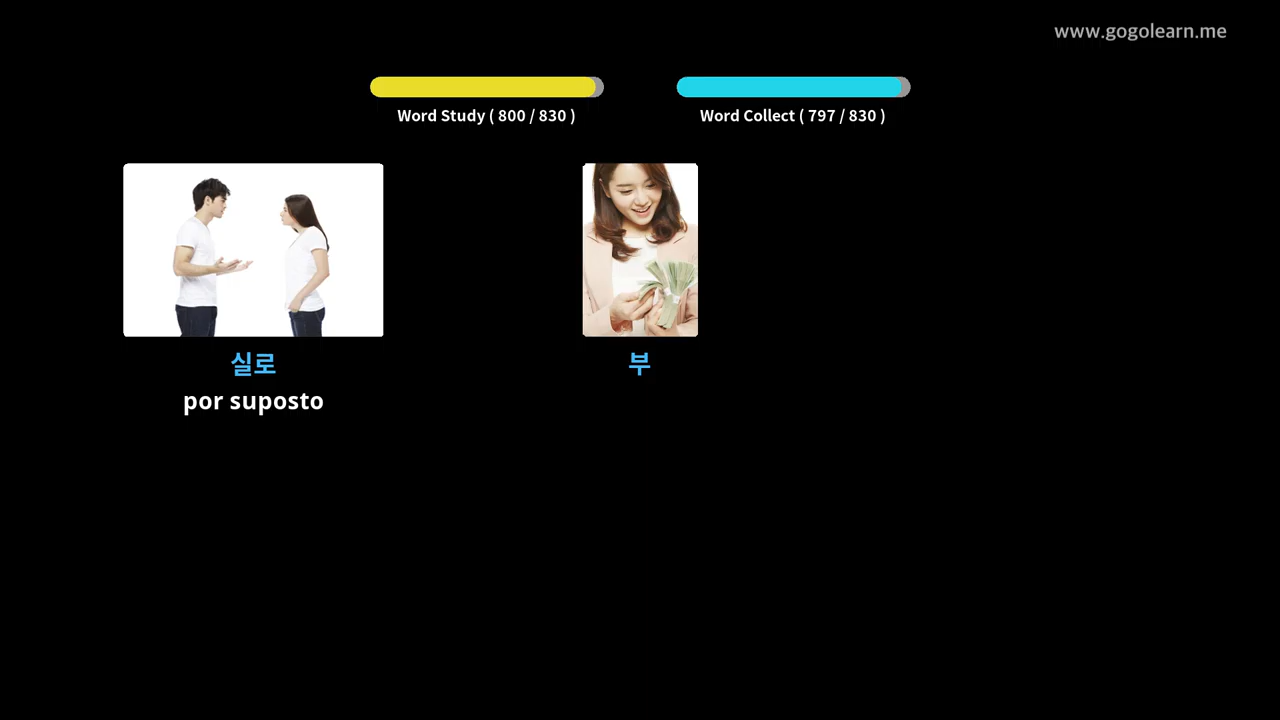 www.gogolearn.me
Word Study ( 800 / 830 )
Word Collect ( 797 / 830 )
실로
por suposto
부